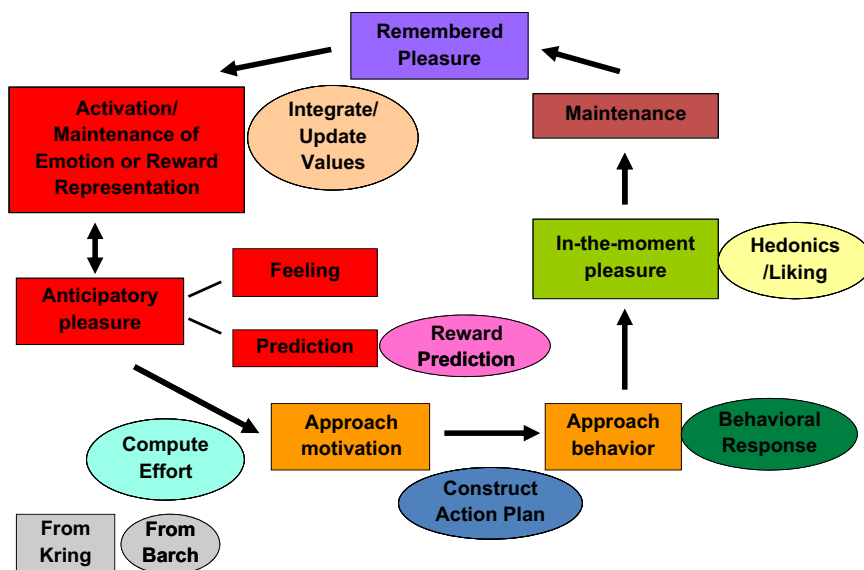 Remembered
Pleasure
Activation/
Maintenance of
Emotion or Reward
Representation
Integrate/
Update
Values
Maintenance
In-the-moment
pleasure
Hedonics
/Liking
Anticipatory
pleasure
Feeling
Prediction
Reward
Prediction
Compute
Effort
Approach
motivation
Approach
behavior
Behavioral
Response
Construct
Action Plan
From
Kring
From
Barch